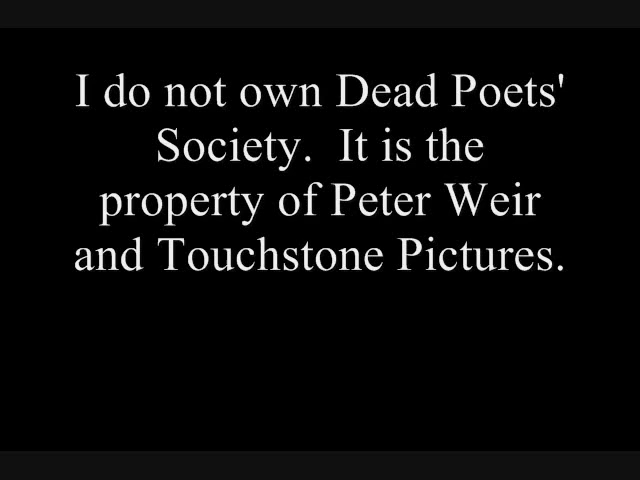 I do not own Dead Poets'
Society.  It is the
property of Peter Weir
and Touchstone Pictures.